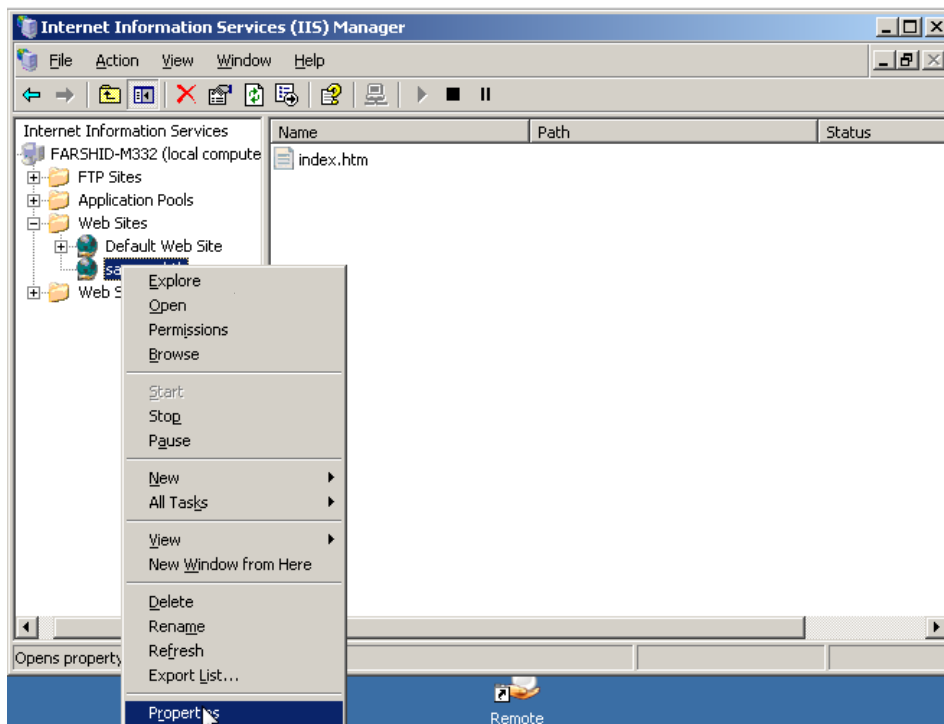 Internet Information Services (IIS) Manager
File Action View Window Help
Internet Information Services
Name Path Status
FARSHID-M332 (local compute
index.htm
FTP Sites
Application Pools
Web Sites
Default Web Site
Web S
Explore
Open
Permissions
Browse
Start
Stop
Pause
New
All Tasks
View
New Window from Here
Delete
Rename
Refresh
Export List...
Opens property
Properties
Remote